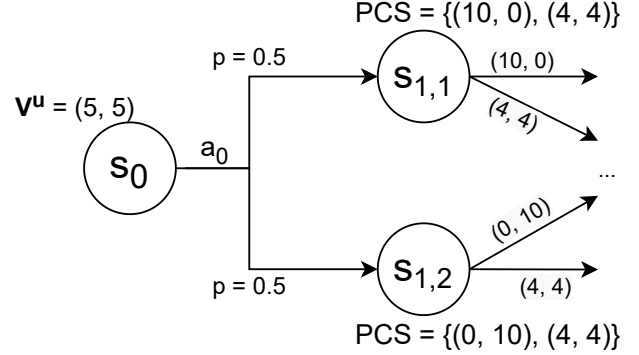 PCS = {(10, 0), (4, 4)}
p = 0.5
s1,1
(10, 0)
(4, 4)
Vu = (5, 5)
s0
a0
...
(0, 10)
s1,2
(4, 4)
p = 0.5
PCS = {(0, 10), (4, 4)}